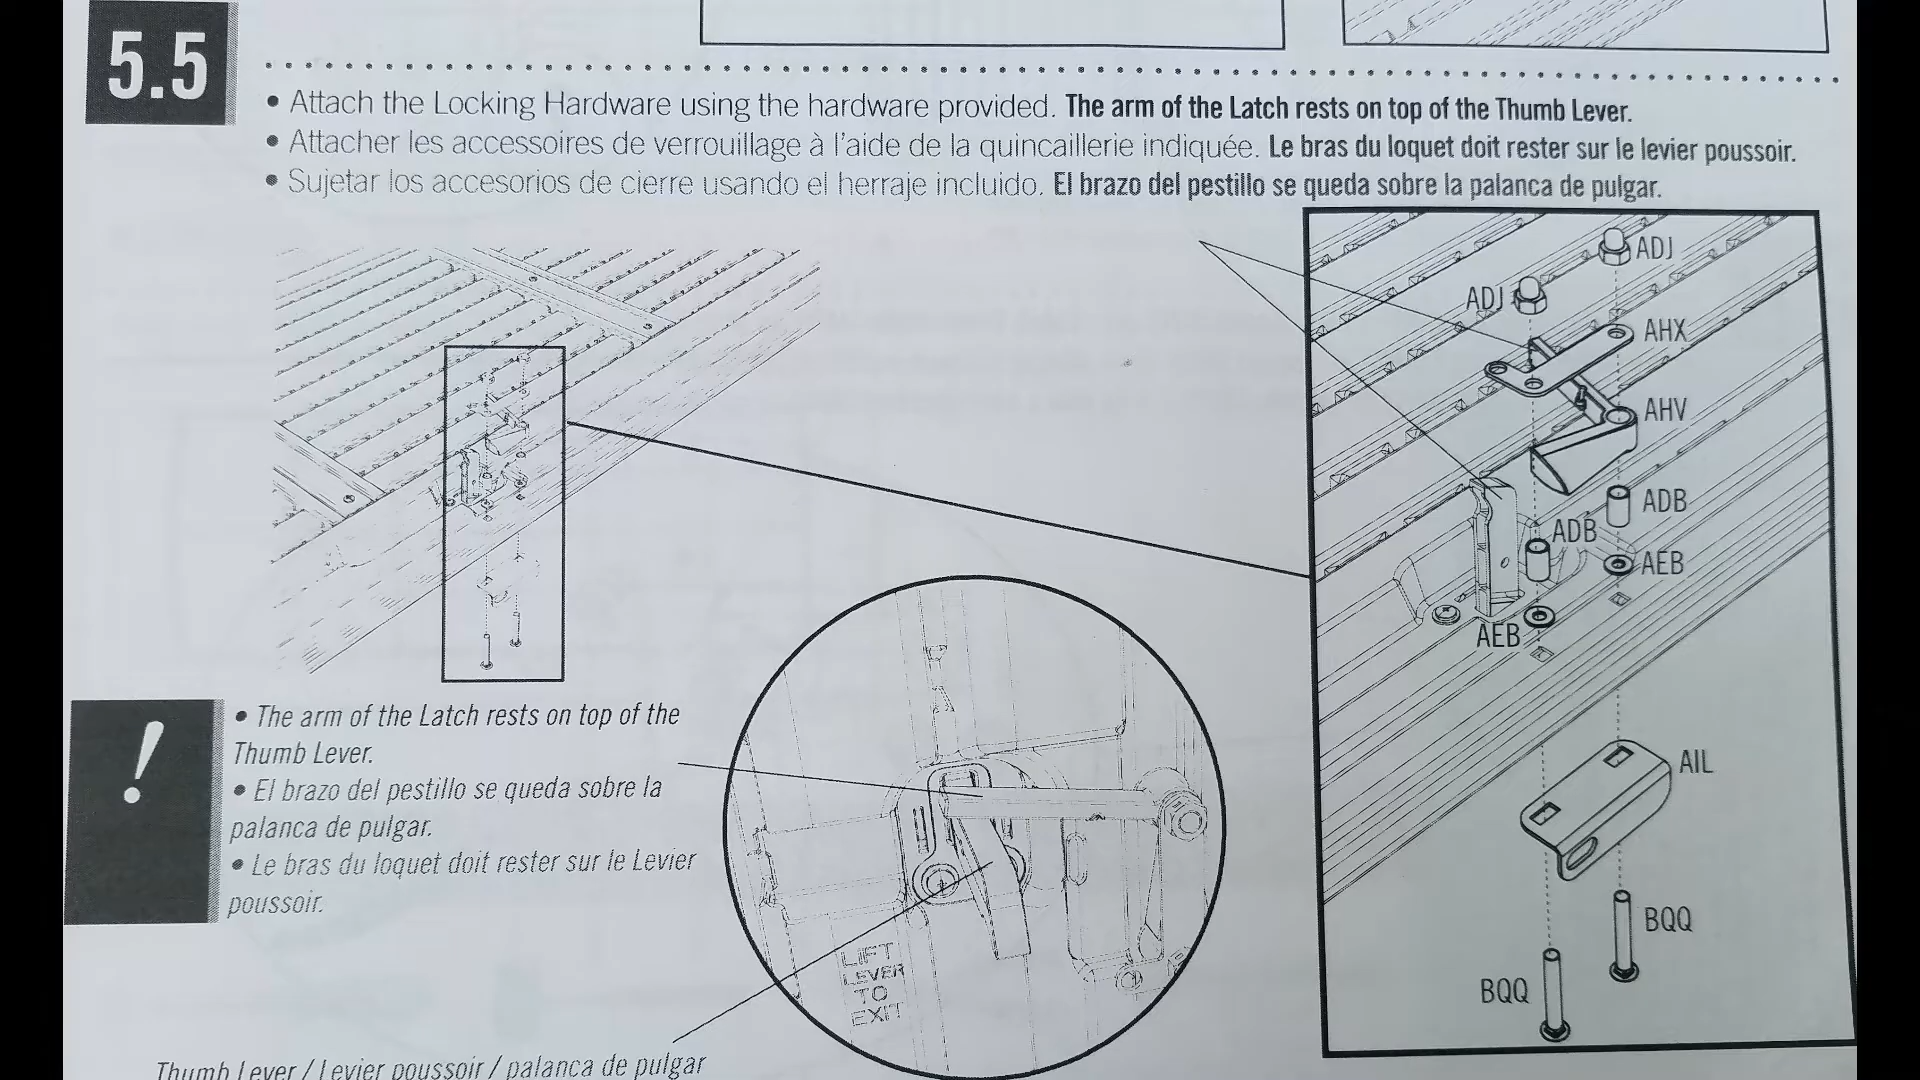 5.5
• Attach the Locking Hardware using the hardware provided. The arm of the Latch rests on top of the Thumb Lever.
• Attacher les accessoires de verrouillage à l'aide de la quincaillerie indiquée. Le bras du loquet doit rester sur le levier poussoir.
• Sujetar los accesorios de cierre usando el herraje incluido. El brazo del pestillo se queda sobre la palanca de pulgar.
ADJ
ADJ
AHX
AHV
ADB
ADB
AEB
AEB
AIL
BQQ
BQQ
!
• The arm of the Latch rests on top of the
Thumb Lever.
• El brazo del pestillo se queda sobre la
palanca de pulgar.
• Le bras du loquet doit rester sur le Levier
poussoir.
LIFT
LEVER
TO
EXIT
Thumb Lever / Levier poussoir / palanca de pulgar